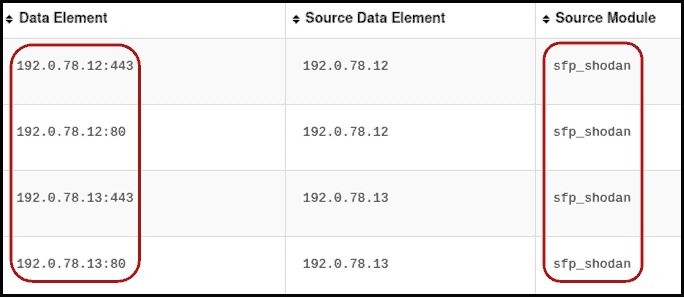 Data Element Source Data Element Source Module
192.0.78.12:443 192.0.78.12 sfp_shodan
192.0.78.12:80 192.0.78.12 sfp_shodan
192.0.78.13:443 192.0.78.13 sfp_shodan
192.0.78.13:80 192.0.78.13 sfp_shodan